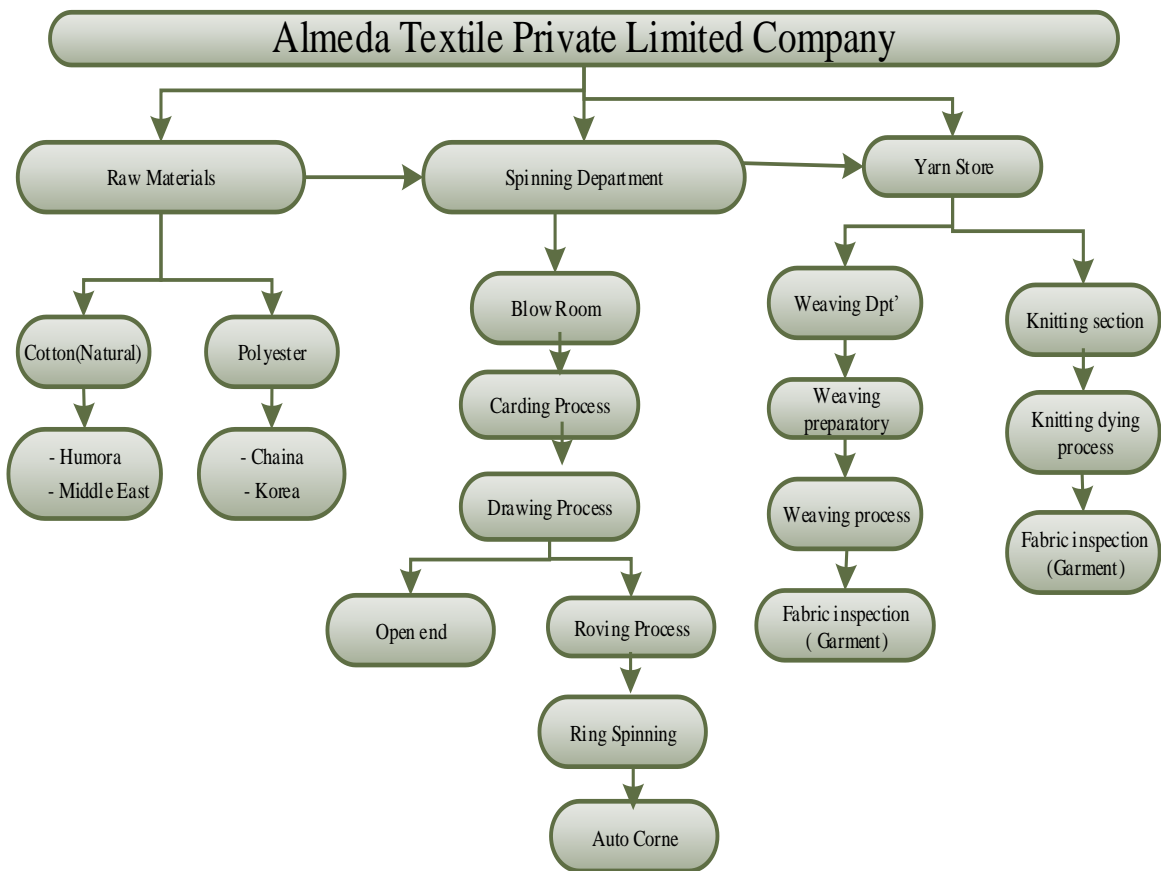 Almeda Textile Private Limited Company
Raw Materials
Spinning Department
Yarn Store
Cotton(Natural)
Polyester
- Humora
- Middle East
- Chaina
- Korea
Blow Room
Carding Process
Drawing Process
Open end
Roving Process
Ring Spinning
Auto Corne
Weaving Dpt'
Weaving
preparatory
Weaving process
Fabric inspection
( Garment)
Knitting section
Knitting dying
process
Fabric inspection
(Garment)